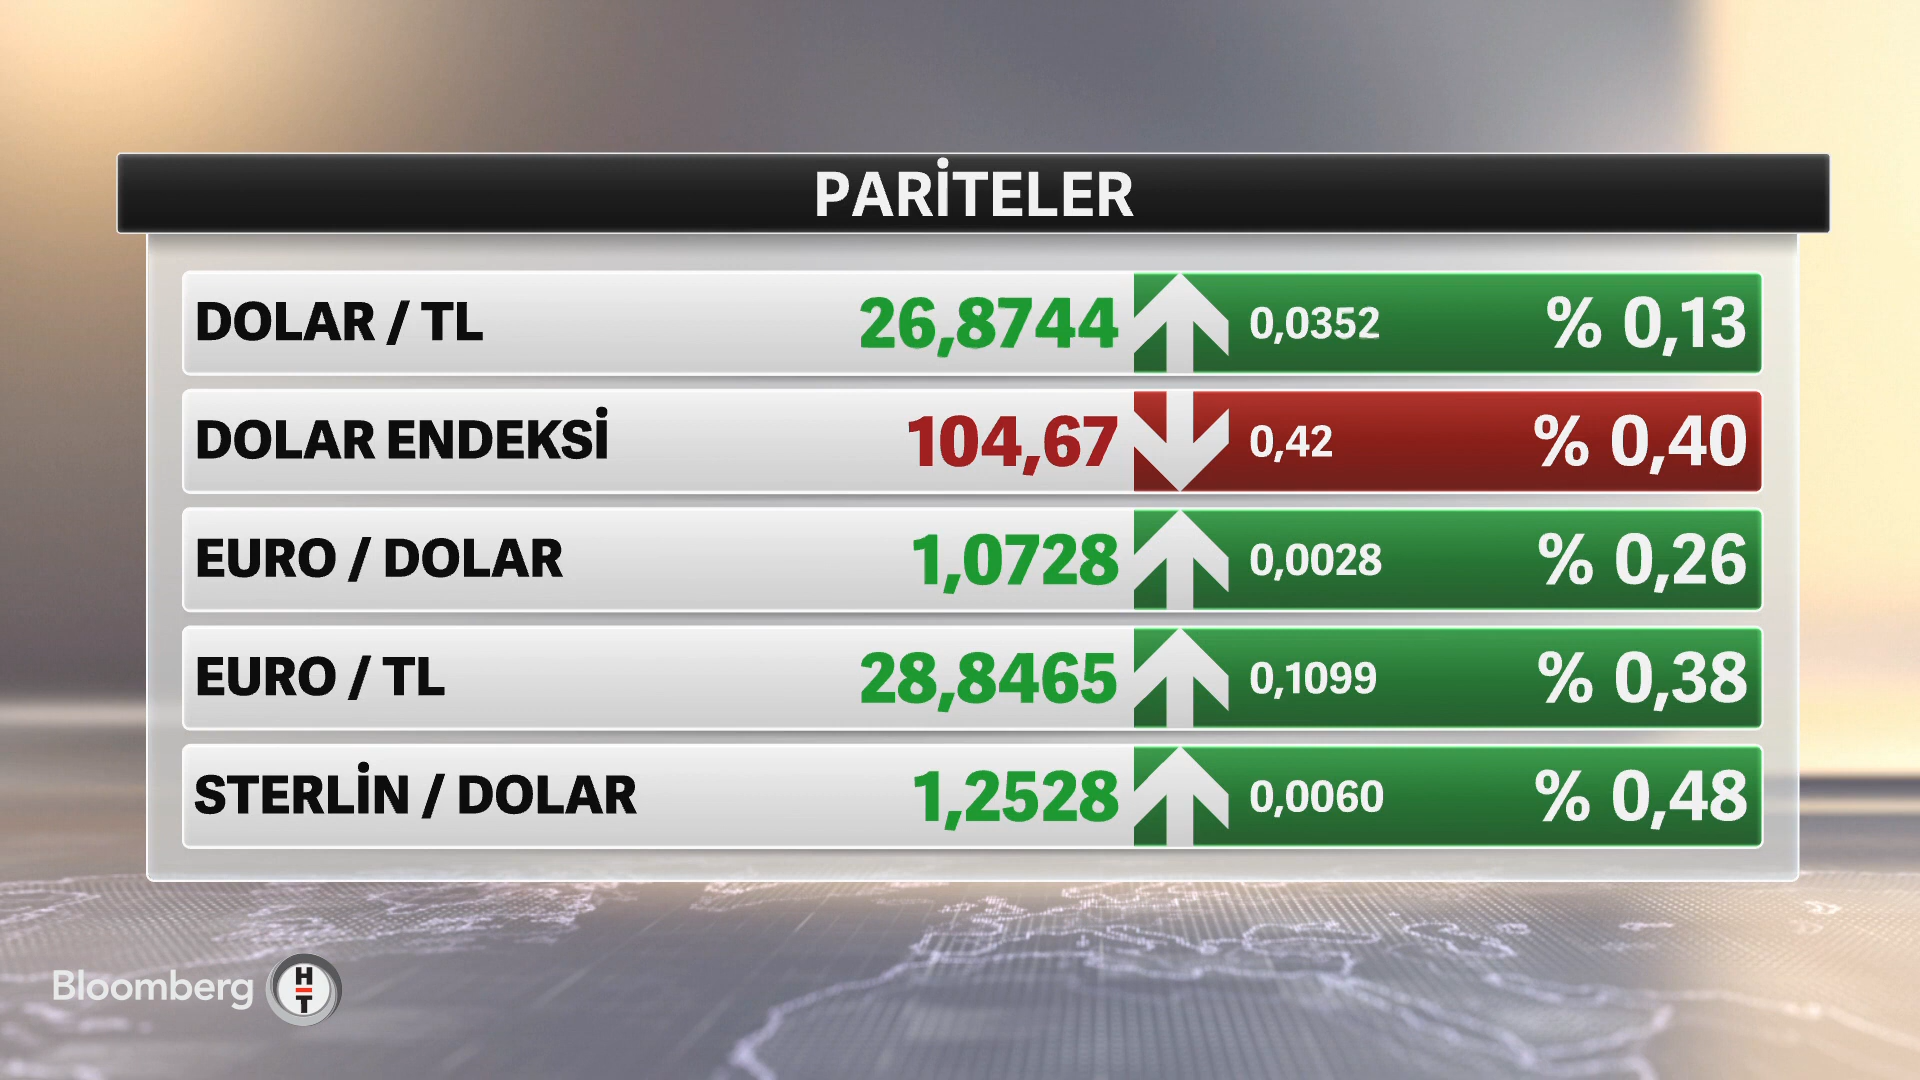 PARİTELER
DOLAR / TL 26,8744 0,0352 % 0,13
DOLAR ENDEKSİ 104,67 0,42 % 0,40
EURO / DOLAR 1,0728 0,0028 % 0,26
EURO / TL 28,8465 0,1099 % 0,38
STERLİN / DOLAR 1,2528 0,0060 % 0,48
Bloomberg HT